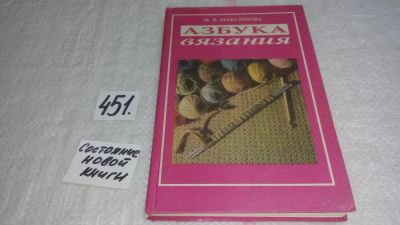 М. В. МАКСИМОВА
АЗБУКА
вязания
451.
СОСТОЯНИЕ
НОВОЙ
КНИГИ